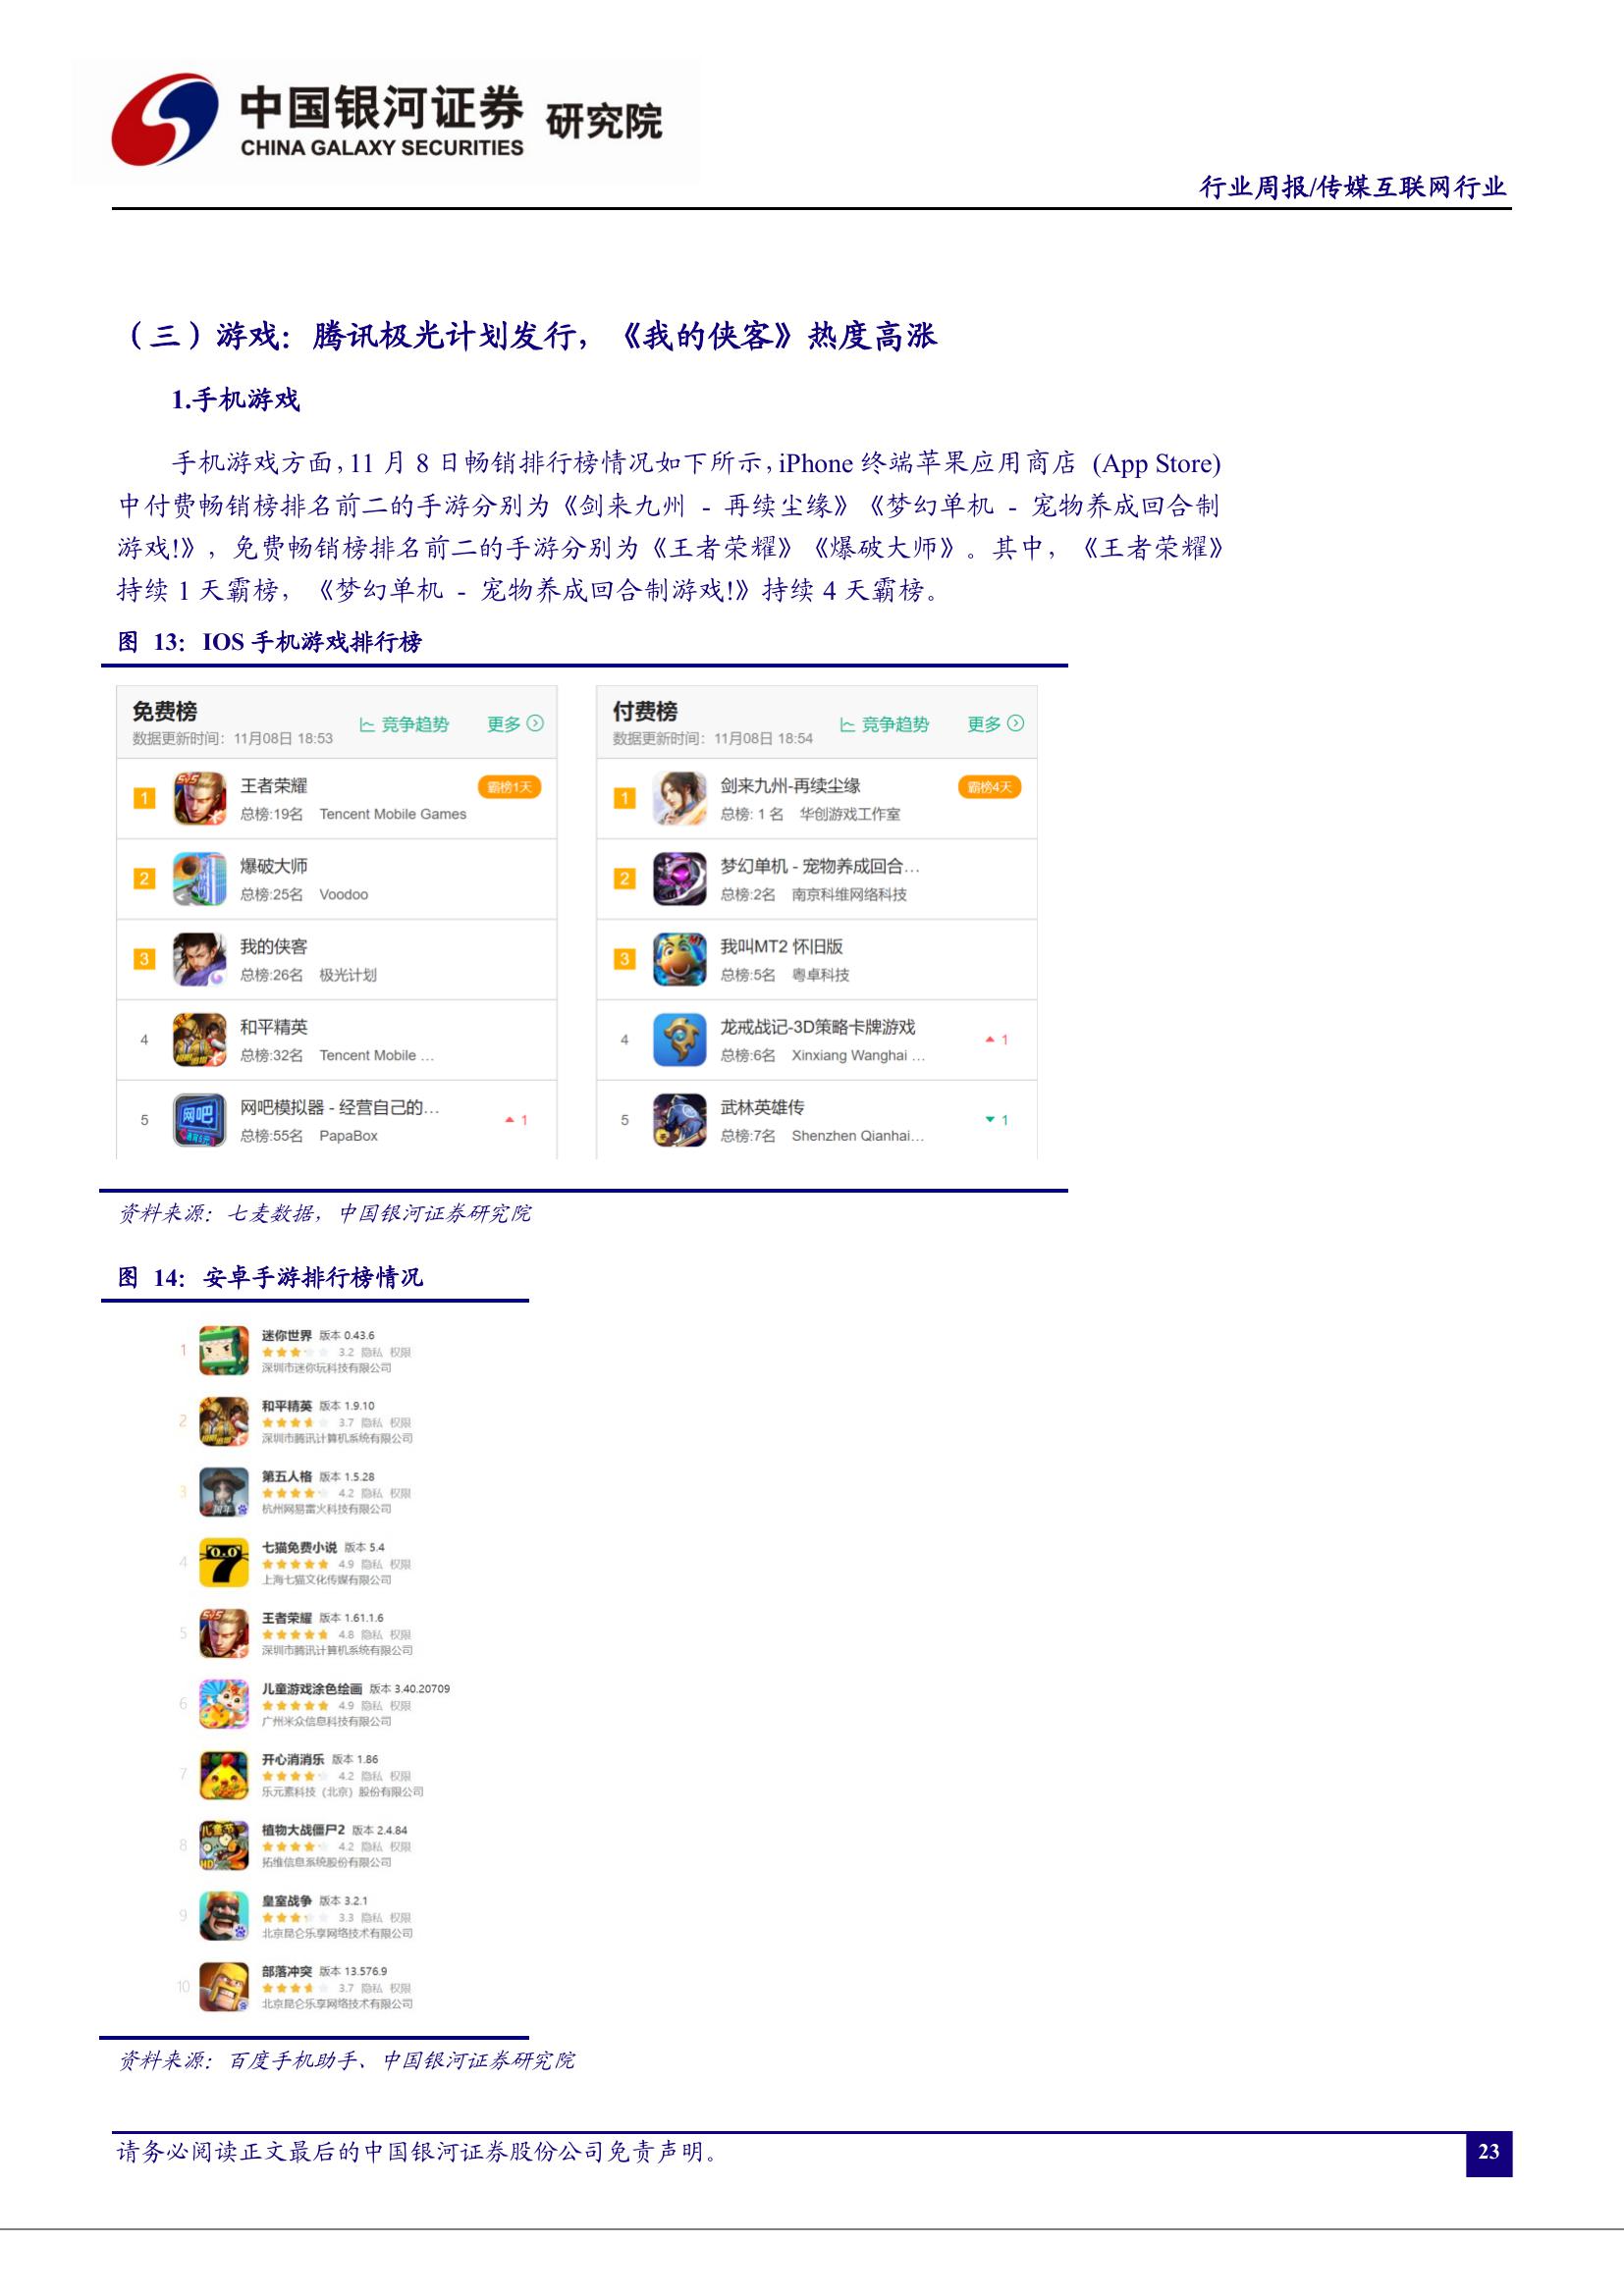 中国银河证券 研究院
CHINA GALAXY SECURITIES
行业周报/传媒互联网行业
（三）游戏：腾讯极光计划发行，《我的侠客》热度高涨
1.手机游戏
手机游戏方面，11 月 8 日畅销排行榜情况如下所示，iPhone 终端苹果应用商店 (App Store)
中付费畅销榜排名前二的手游分别为《剑来九州 - 再续尘缘》《梦幻单机 - 宠物养成回合制
游戏!》，免费畅销榜排名前二的手游分别为《王者荣耀》《爆破大师》。其中，《王者荣耀》
持续 1 天霸榜，《梦幻单机 - 宠物养成回合制游戏!》持续 4 天霸榜。
图 13：IOS 手机游戏排行榜
免费榜
数据更新时间：11月08日 18:53
竞争趋势 更多
1 王者荣耀 霸榜1天
总榜:19名 Tencent Mobile Games
2 爆破大师
总榜:25名 Voodoo
3 我的侠客
总榜:26名 极光计划
4 和平精英
总榜:32名 Tencent Mobile …
5 网吧模拟器 - 经营自己的…
总榜:55名 PapaBox
1
付费榜
数据更新时间：11月08日 18:54
竞争趋势 更多
1 剑来九州-再续尘缘 霸榜4天
总榜: 1 名 华创游戏工作室
2 梦幻单机 - 宠物养成回合…
总榜:2名 南京科维网络科技
3 我叫MT2 怀旧版
总榜:5名 粤卓科技
4 龙戒战记-3D策略卡牌游戏
总榜:6名 Xinxiang Wanghai …
1
5 武林英雄传
总榜:7名 Shenzhen Qianhai…
1
资料来源：七麦数据，中国银河证券研究院
图 14：安卓手游排行榜情况
1 迷你世界 版本 0.43.6
3.2 隐私 权限
深圳市迷你玩科技有限公司
2 和平精英 版本 1.9.10
3.7 隐私 权限
深圳市腾讯计算机系统有限公司
3 第五人格 版本 1.5.28
4.2 隐私 权限
杭州网易雷火科技有限公司
4 七猫免费小说 版本 5.4
4.9 隐私 权限
上海七猫文化传媒有限公司
5 王者荣耀 版本 1.61.1.6
4.8 隐私 权限
深圳市腾讯计算机系统有限公司
6 儿童游戏涂色绘画 版本 3.40.20709
4.9 隐私 权限
广州米众信息科技有限公司
7 开心消消乐 版本 1.86
4.2 隐私 权限
乐元素科技（北京）股份有限公司
8 植物大战僵尸2 版本 2.4.84
4.2 隐私 权限
拓维信息系统股份有限公司
9 皇室战争 版本 3.2.1
3.3 隐私 权限
北京昆仑乐享网络技术有限公司
10 部落冲突 版本 13.576.9
3.7 隐私 权限
北京昆仑乐享网络技术有限公司
资料来源：百度手机助手、中国银河证券研究院
请务必阅读正文最后的中国银河证券股份公司免责声明。
23